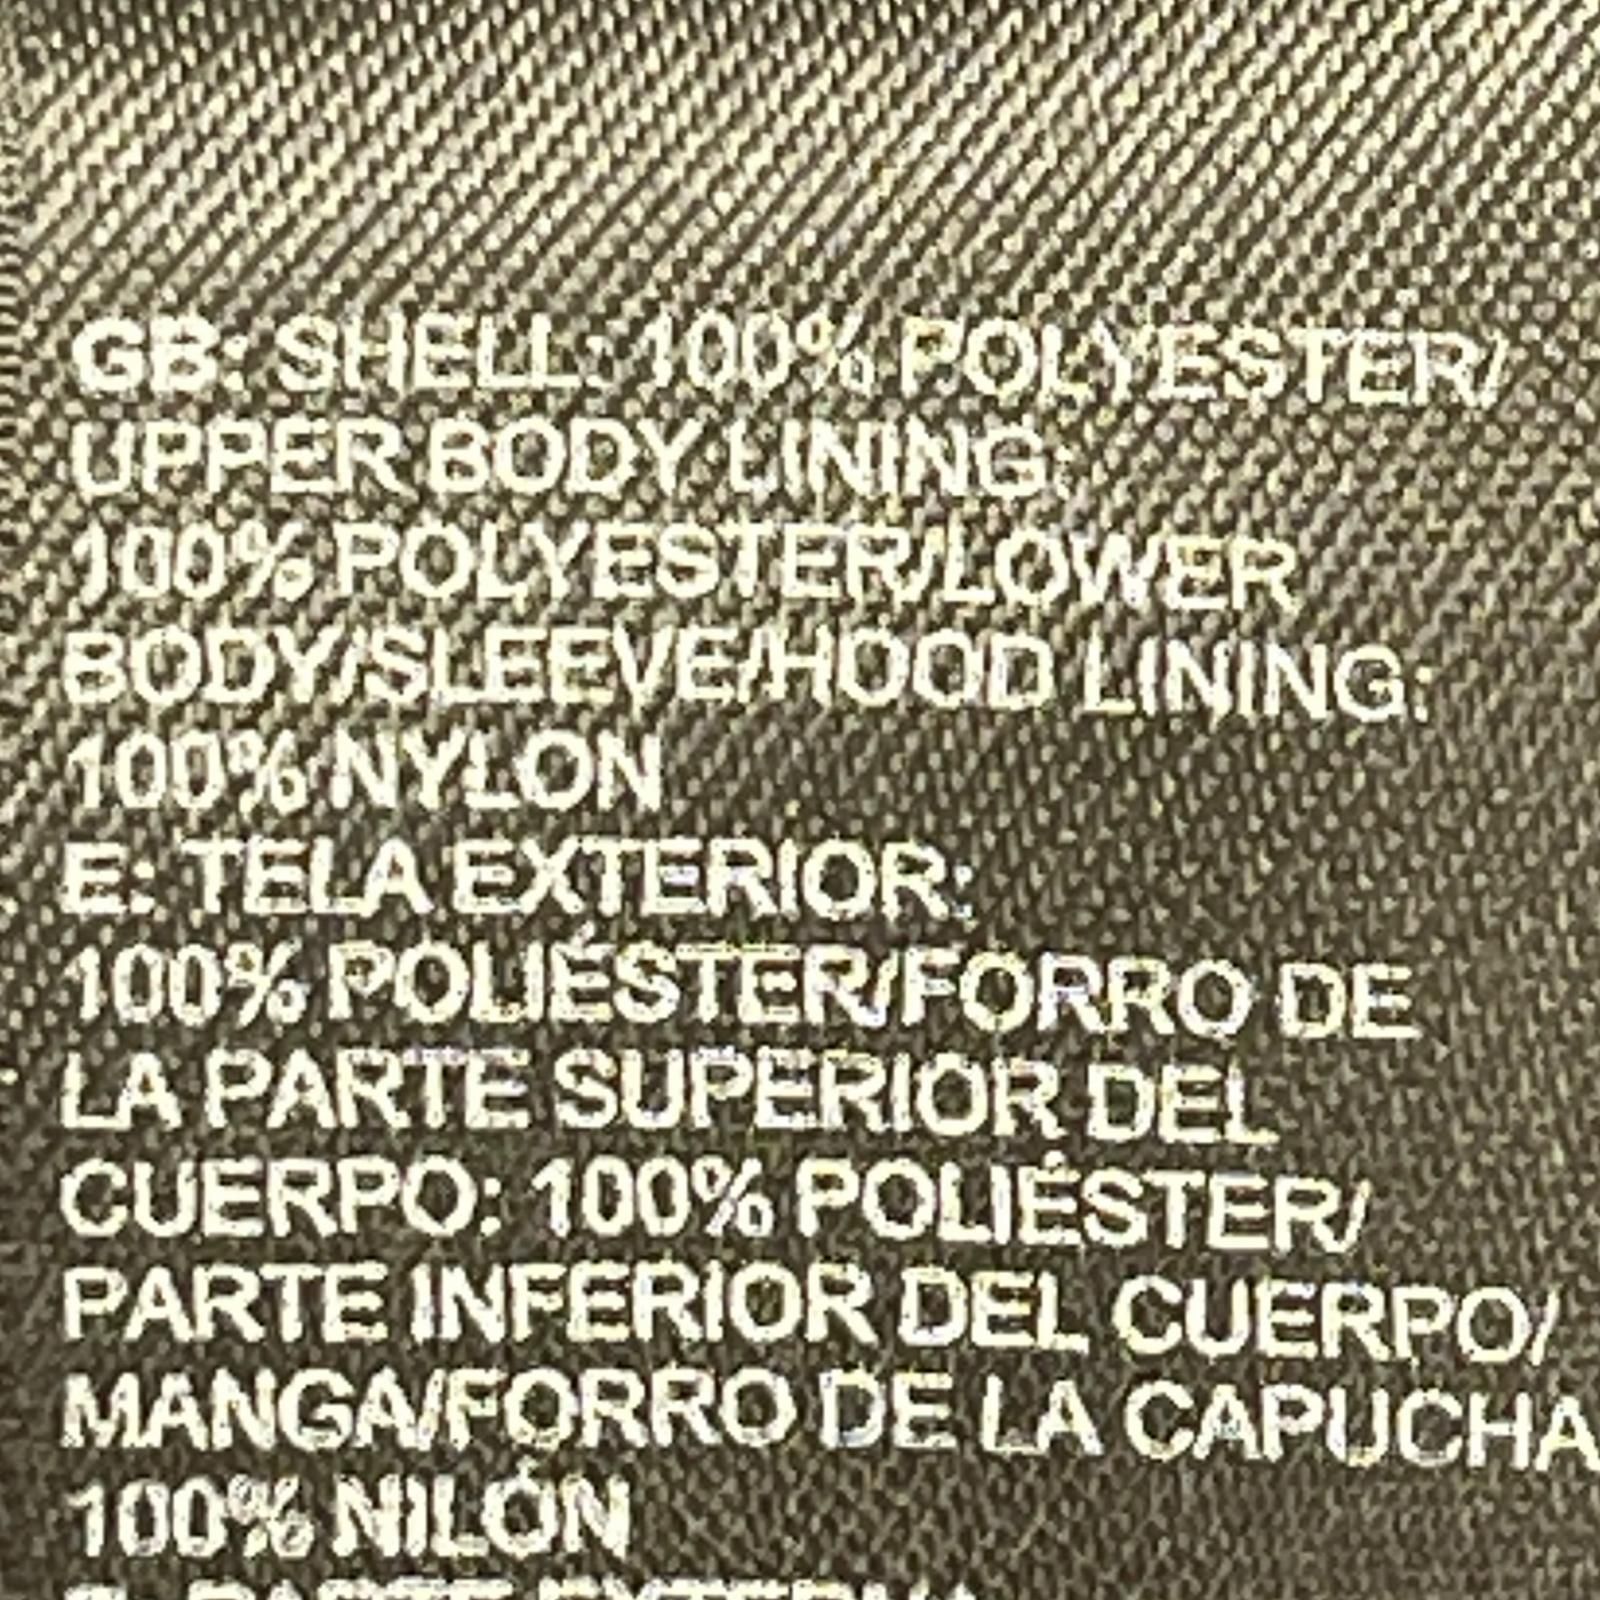 GB: SHELL: 100% POLYESTER/
UPPER BODY LINING:
100% POLYESTER/LOWER
BODY/SLEEVE/HOOD LINING:
100% NYLON
E: TELA EXTERIOR:
100% POLIÉSTER/FORRO DE
LA PARTE SUPERIOR DEL
CUERPO: 100% POLIÉSTER/
PARTE INFERIOR DEL CUERPO/
MANGA/FORRO DE LA CAPUCHA
100% NILÓN